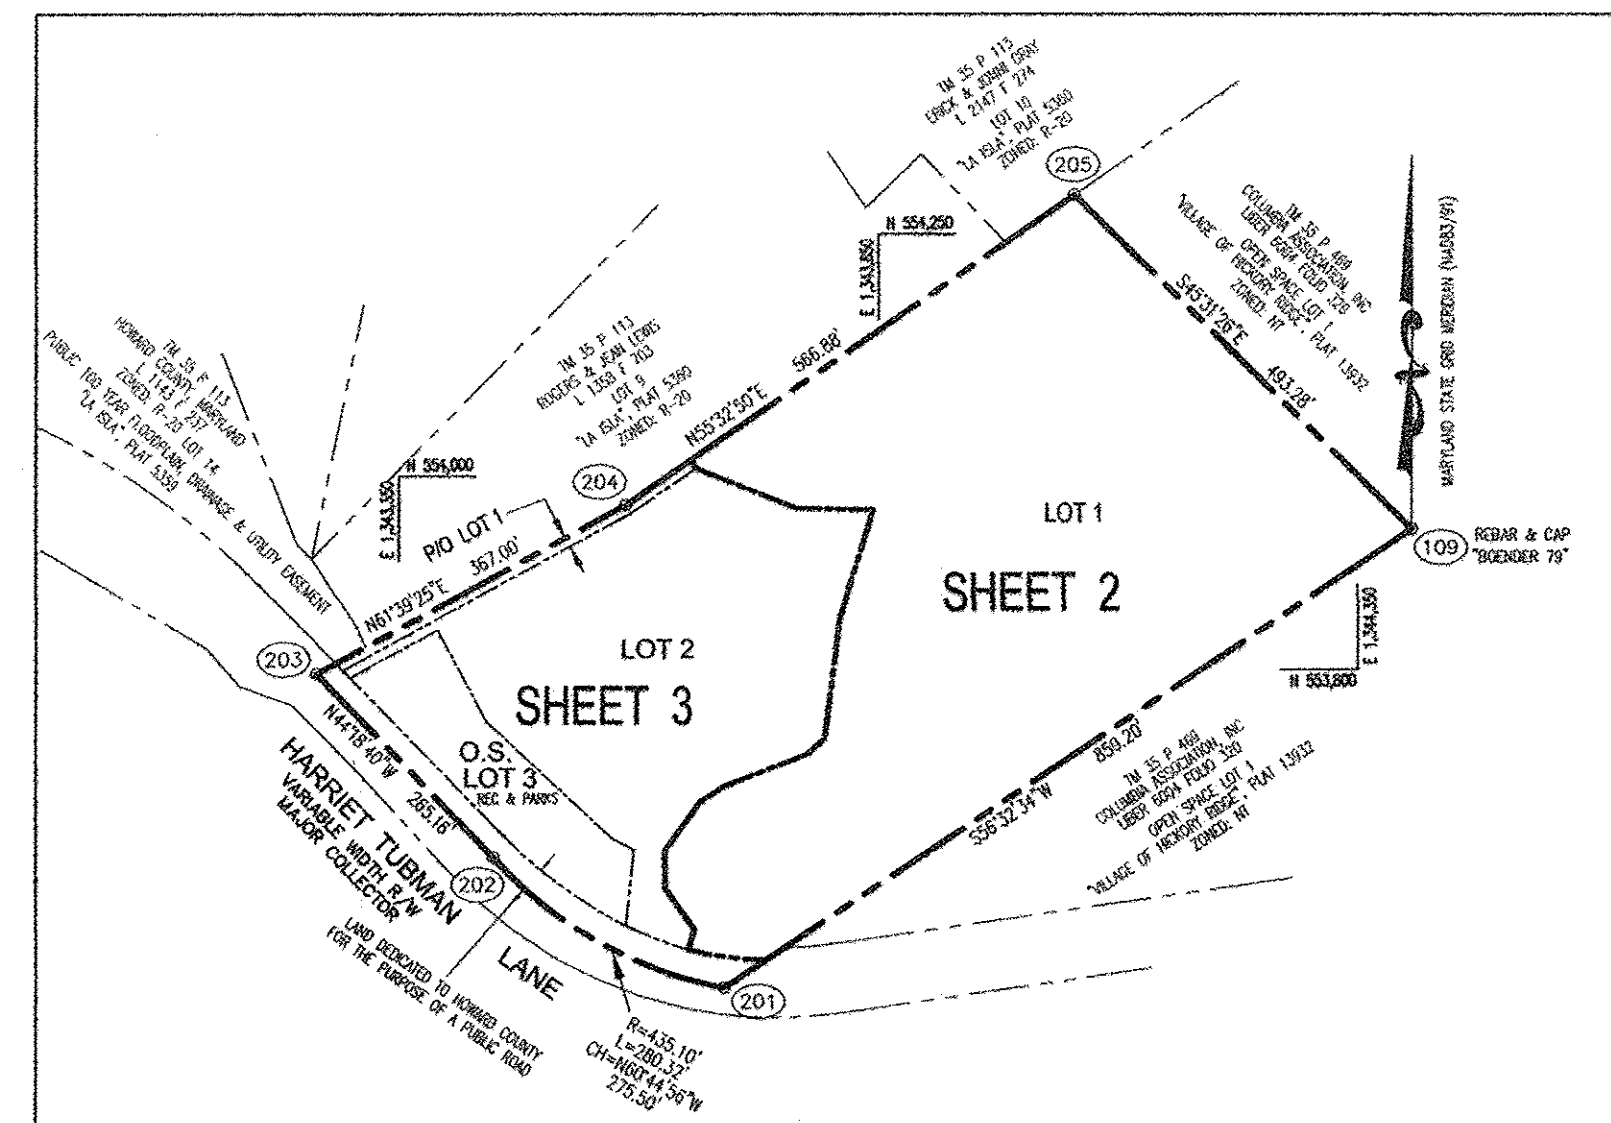 TM 35 P 113
ERICK & JOHNI GRAY
L 2147 F 274
LOT 10
"LA ISLA", PLAT 5360
ZONED: R-20
205
N 554,250
E 1,343,850
TM 35 P 469
COLUMBIA ASSOCIATION, INC
LIBER 6004 FOLIO 320
OPEN SPACE LOT 1
"VILLAGE OF HICKORY RIDGE", PLAT 13932
ZONED: NT
S45°31'26"E
493.28'
MARYLAND STATE GRID MERIDIAN (NAD83/91)
TM 35 P 113
HOWARD COUNTY, MARYLAND
L 1143 F 237
ZONED: R-20 LOT 14
PUBLIC 100 YEAR FLOODPLAIN, DRAINAGE & UTILITY EASEMENT
"LA ISLA", PLAT 5359
TM 35 P 113
ROGERS & JEAN LEWIS
L 1358 F 203
LOT 9
"LA ISLA", PLAT 5360
ZONED: R-20
N55°32'50"E
566.88'
N 554,000
E 1,343,350
204
P/O LOT 1
N61°39'25"E
367.00'
LOT 1
SHEET 2
109
REBAR & CAP
"BOENDER 79"
E 1,344,350
N 553,800
203
LOT 2
SHEET 3
O.S.
LOT 3
REC & PARKS
N44°18'40"W
265.16'
HARRIET TUBMAN
LANE
VARIABLE WIDTH R/W
MAJOR COLLECTOR
202
LAND DEDICATED TO HOWARD COUNTY
FOR THE PURPOSE OF A PUBLIC ROAD
S56°32'34"W
859.20'
TM 35 P 469
COLUMBIA ASSOCIATION, INC
LIBER 6004 FOLIO 320
OPEN SPACE LOT 1
"VILLAGE OF HICKORY RIDGE", PLAT 13932
ZONED: NT
201
R=435.10'
L=280.32'
CH=N60°44'56"W
275.50'